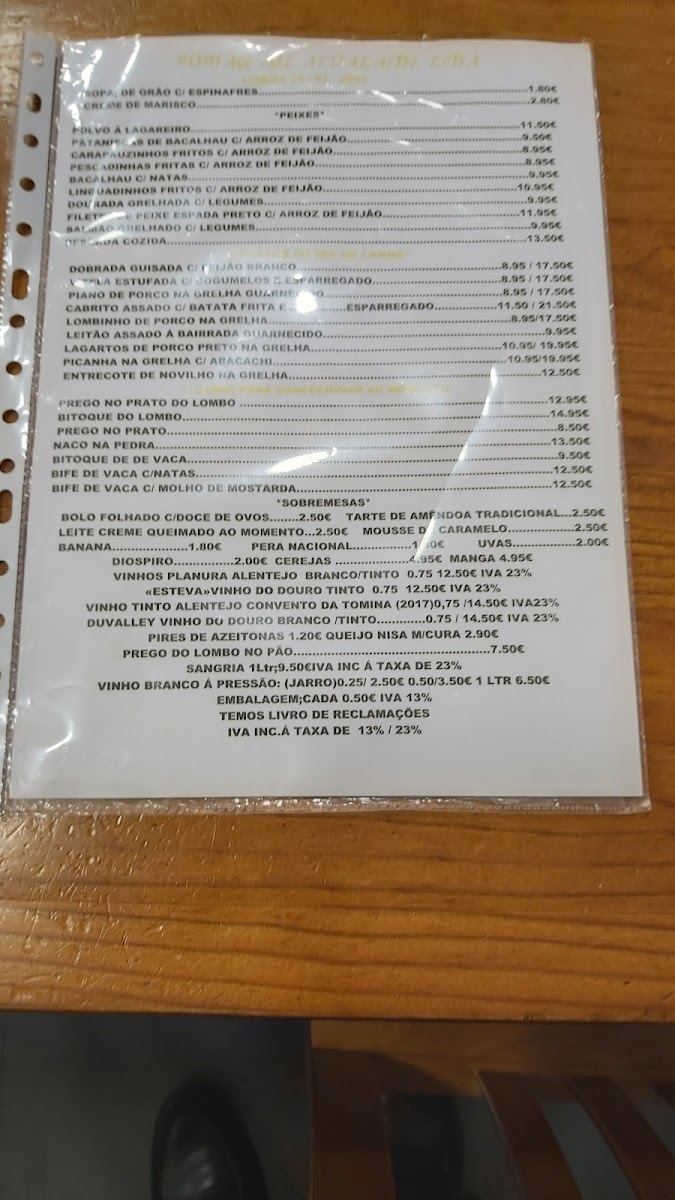 LISBOA
SOPA, DE GRÃO C/ ESPINAFRES...1.80€
CREME DE MARISCO...2.80€
*PEIXES*
POLVO Á LAGAREIRO...11.50€
PATANISCAS DE BACALHAU C/ ARROZ DE FEIJÃO...9.50€
CARAPAUZINHOS FRITOS C/ ARROZ DE FEIJÃO...8.95€
PESCADINHAS FRITAS C/ ARROZ DE FEIJÃO...8.95€
BACALHAU C/ NATAS...9.95€
LINGUADINHOS FRITOS C/ ARROZ DE FEIJÃO...10.95€
DOURADA GRELHADA C/ LEGUMES...9.95€
FILETES DE PEIXE ESPADA PRETO C/ ARROZ DE FEIJÃO...11.95€
SALMÃO GRELHADO C/ LEGUMES...9.95€
COZIDA...13.50€
DO DIA DE CARNE*
DOBRADA GUISADA C/ FEIJÃO BRANCO...8.95 / 17.50€
VITELA ESTUFADA C/ COGUMELOS E ESPARREGADO...8.95 / 17.50€
PIANO DE PORCO NA GRELHA GUARNECIDO...8.95 / 17.50€
CABRITO ASSADO C/ BATATA FRITA E ...ESPARREGADO...11.50 / 21.50€
LOMBINHO DE PORCO NA GRELHA...8.95/17.50€
LEITÃO ASSADO Á BAIRRADA GUARNECIDO...9.95€
LAGARTOS DE PORCO PRETO NA GRELHA...10.95/ 19.95€
PICANHA NA GRELHA C/ ABACACHI...10.95/19.95€
ENTRECOTE DE NOVILHO NA GRELHA...12.50€
*CARNE PARA CONFECIONAR AO MOMENTO*
PREGO NO PRATO DO LOMBO ...12.95€
BITOQUE DO LOMBO...14.95€
PREGO NO PRATO...8.50€
NACO NA PEDRA...13.50€
BITOQUE DE DE VACA...9.50€
BIFE DE VACA C/NATAS...12.50€
BIFE DE VACA C/ MOLHO DE MOSTARDA...12.50€
*SOBREMESAS*
BOLO FOLHADO C/DOCE DE OVOS...2.50€ TARTE DE AMÊNDOA TRADICIONAL...2.50€
LEITE CREME QUEIMADO AO MOMENTO...2.50€ MOUSSE DE CARAMELO...2.50€
BANANA...1.80€ PERA NACIONAL... UVAS...2.00€
DIOSPIRO...2.00€ CEREJAS ...4.95€ MANGA 4.95€
VINHOS PLANURA ALENTEJO BRANCO/TINTO 0.75 12.50€ IVA 23%
«ESTEVA»VINHO DO DOURO TINTO 0.75 12.50€ IVA 23%
VINHO TINTO ALENTEJO CONVENTO DA TOMINA (2017)0,75 /14.50€ IVA23%
DUVALLEY VINHO DO DOURO BRANCO /TINTO...0.75 / 14.50€ IVA 23%
PIRES DE AZEITONAS 1.20€ QUEIJO NISA M/CURA 2.90€
PREGO DO LOMBO NO PÃO...7.50€
SANGRIA 1Ltr;9.50€IVA INC Á TAXA DE 23%
VINHO BRANCO Á PRESSÃO: (JARRO)0.25/ 2.50€ 0.50/3.50€ 1 LTR 6.50€
EMBALAGEM;CADA 0.50€ IVA 13%
TEMOS LIVRO DE RECLAMAÇÕES
IVA INC.Á TAXA DE 13% / 23%